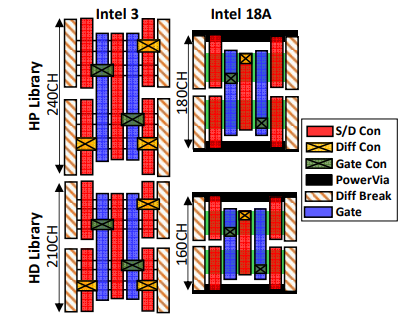 Intel 3
Intel 18A
HP Library
240CH
180CH
HD Library
210CH
160CH
S/D Con
Diff Con
Gate Con
PowerVia
Diff Break
Gate